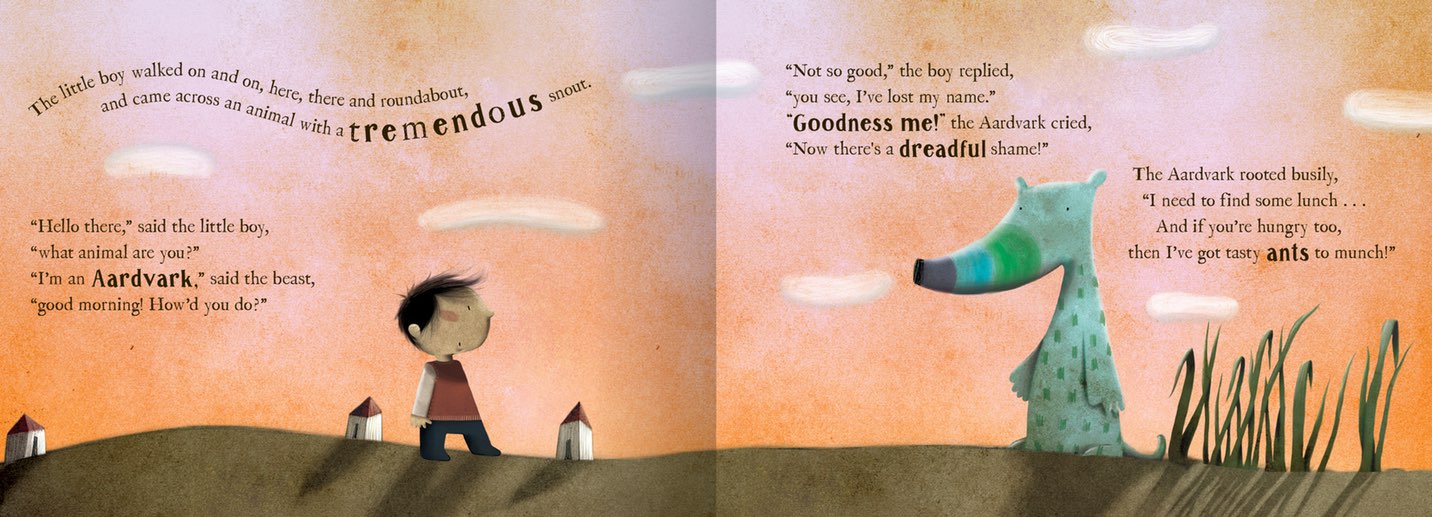 The little boy walked on and on, here, there and roundabout,
and came across an animal with a tremendous snout.
“Hello there,” said the little boy,
“what animal are you?”
“I’m an Aardvark,” said the beast,
“good morning! How’d you do?”
“Not so good,” the boy replied,
“you see, I’ve lost my name.”
“Goodness me!” the Aardvark cried,
“Now there's a dreadful shame!”
The Aardvark rooted busily,
“I need to find some lunch . . .
And if you’re hungry too,
then I’ve got tasty ants to munch!”